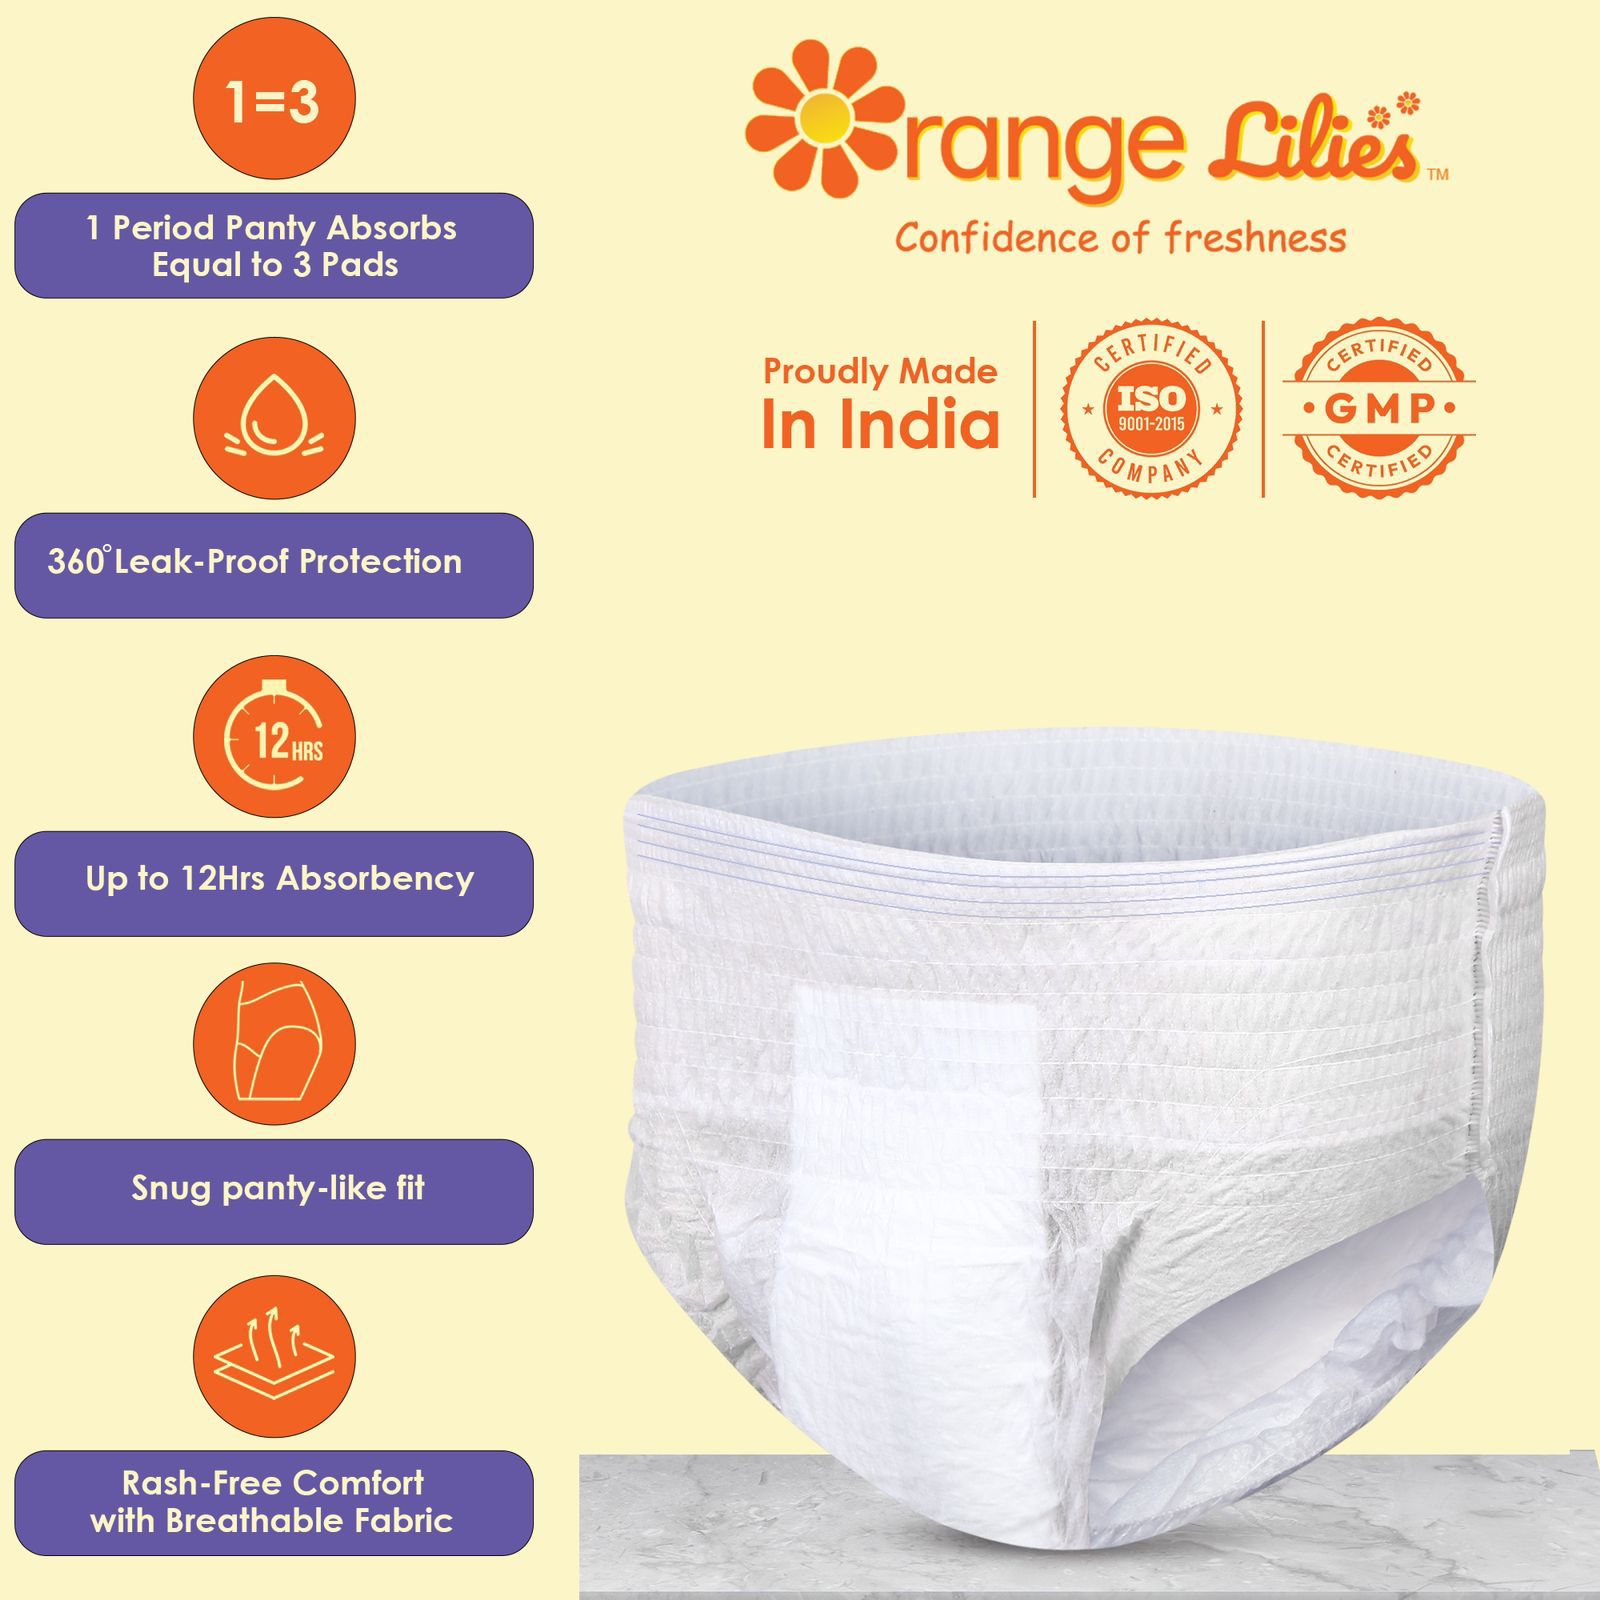 1=3
1 Period Panty Absorbs
Equal to 3 Pads
360° Leak-Proof Protection
12 HRS
Up to 12Hrs Absorbency
Snug panty-like fit
Rash-Free Comfort
with Breathable Fabric
Orange Lilies TM
Confidence of freshness
Proudly Made
In India
CERTIFIED
ISO
9001-2015
COMPANY
CERTIFIED
GMP
CERTIFIED